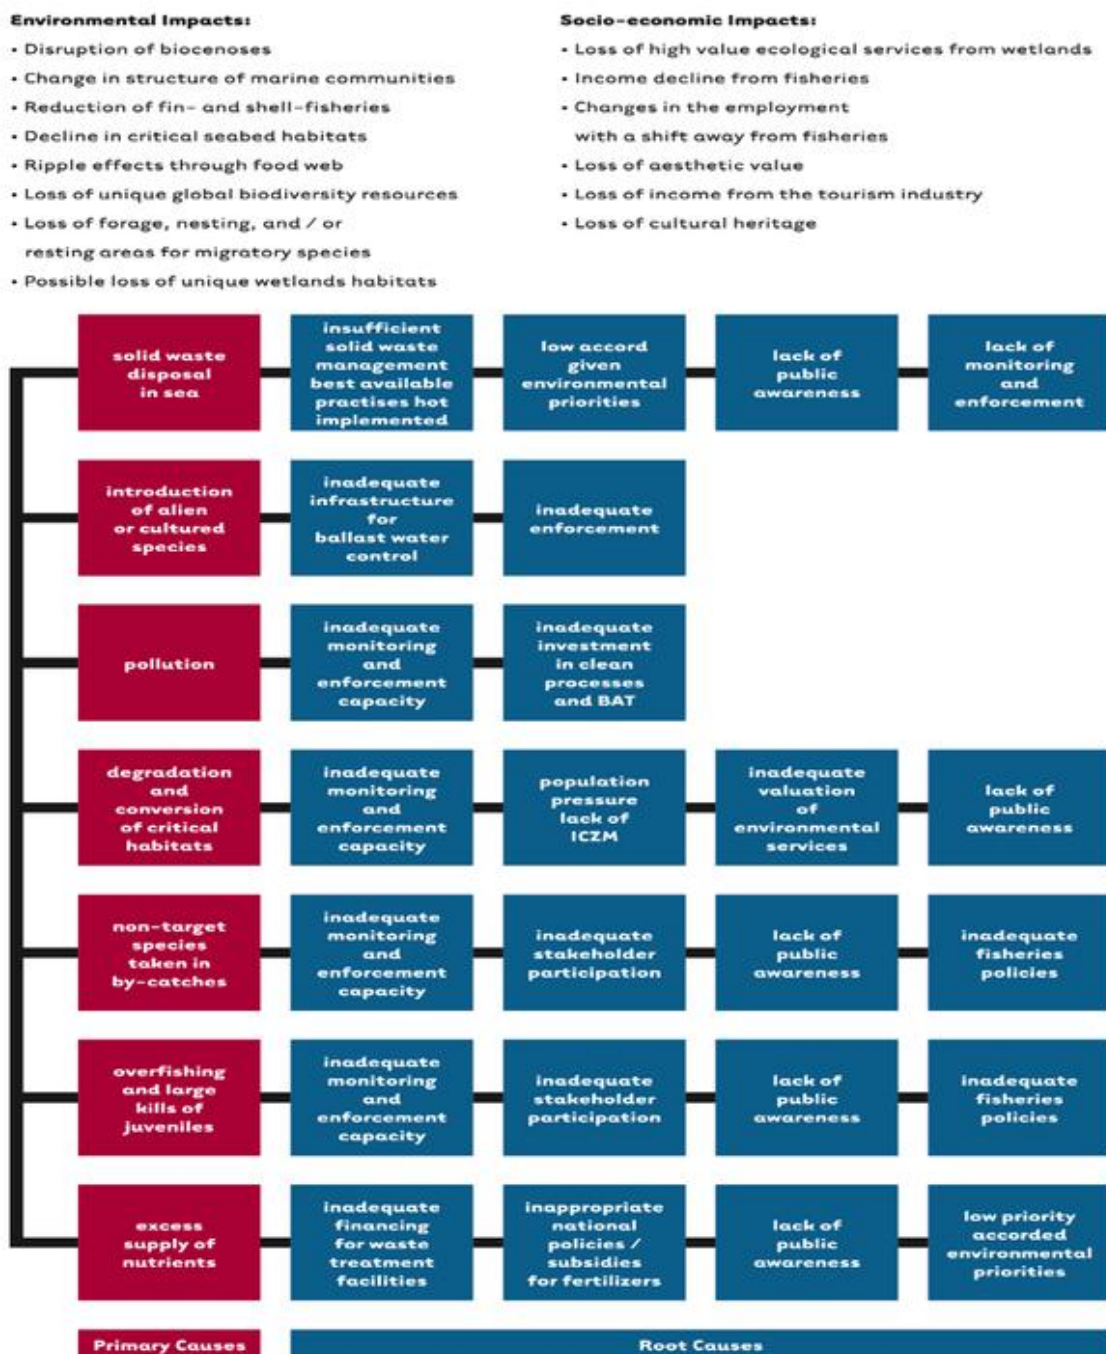 Environmental Impacts:
• Disruption of biocenoses
• Change in structure of marine communities
• Reduction of fin- and shell-fisheries
• Decline in critical seabed habitats
• Ripple effects through food web
• Loss of unique global biodiversity resources
• Loss of forage, nesting, and / or
resting areas for migratory species
• Possible loss of unique wetlands habitats
Socio-economic Impacts:
• Loss of high value ecological services from wetlands
• Income decline from fisheries
• Changes in the employment
with a shift away from fisheries
• Loss of aesthetic value
• Loss of income from the tourism industry
• Loss of cultural heritage
solid waste
disposal
in sea
insufficient
solid waste
management
best available
practises hot
implemented
low accord
given
environmental
priorities
lack of
public
awareness
lack of
monitoring
and
enforcement
introduction
of alien
or cultured
species
inadequate
infrastructure
for
ballast water
control
inadequate
enforcement
pollution
inadequate
monitoring
and
enforcement
capacity
inadequate
investment
in clean
processes
and BAT
degradation
and
conversion
of critical
habitats
inadequate
monitoring
and
enforcement
capacity
population
pressure
lack of
ICZM
inadequate
valuation
of
environmental
services
lack of
public
awareness
non-target
species
taken in
by-catches
inadequate
monitoring
and
enforcement
capacity
inadequate
stakeholder
participation
lack of
public
awareness
inadequate
fisheries
policies
overfishing
and large
kills of
juveniles
inadequate
monitoring
and
enforcement
capacity
inadequate
stakeholder
participation
lack of
public
awareness
inadequate
fisheries
policies
excess
supply of
nutrients
inadequate
financing
for waste
treatment
facilities
inappropriate
national
policies /
subsidies
for fertilizers
lack of
public
awareness
low priority
accorded
environmental
priorities
Primary Causes
Root Causes